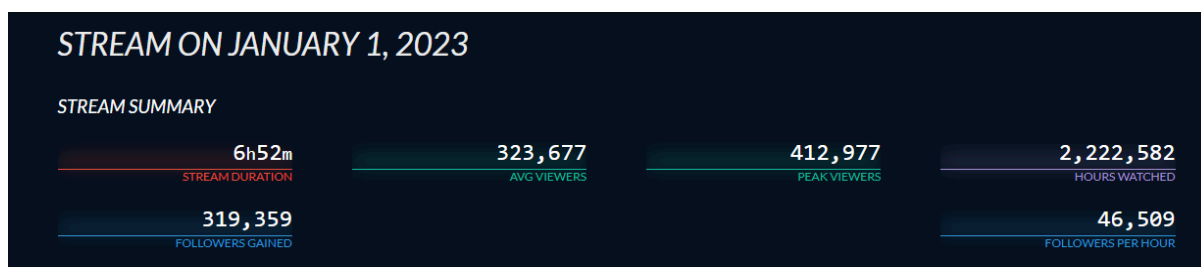 STREAM ON JANUARY 1, 2023
STREAM SUMMARY
6h52m 323,677 412,977 2,222,582
STREAM DURATION AVG VIEWERS PEAK VIEWERS HOURS WATCHED
319,359 46,509
FOLLOWERS GAINED FOLLOWERS PER HOUR